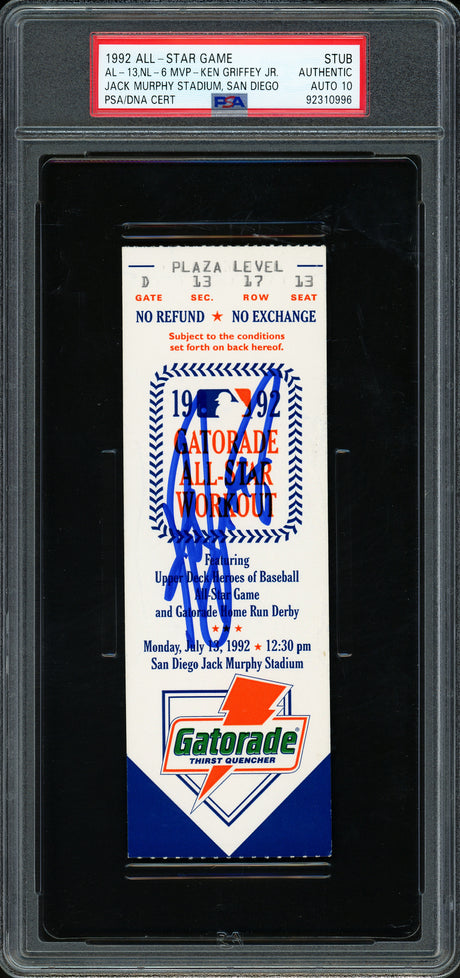 1992 ALL-STAR GAME STUB
AL-13,NL-6 MVP-KEN GRIFFEY JR. AUTHENTIC
JACK MURPHY STADIUM, SAN DIEGO AUTO 10
PSA/DNA CERT PSA 92310996
PLAZA LEVEL
D 13 17 13
GATE SEC. ROW SEAT
NO REFUND ★ NO EXCHANGE
Subject to the conditions
set forth on back hereof.
19 92
GATORADE
ALL-STAR
WORKOUT
Featuring
Upper Deck Heroes of Baseball
All-Star Game
and Gatorade Home Run Derby
★★★
Monday, July 13, 1992 ★ 12:30 pm
San Diego Jack Murphy Stadium
Gatorade®
THIRST QUENCHER